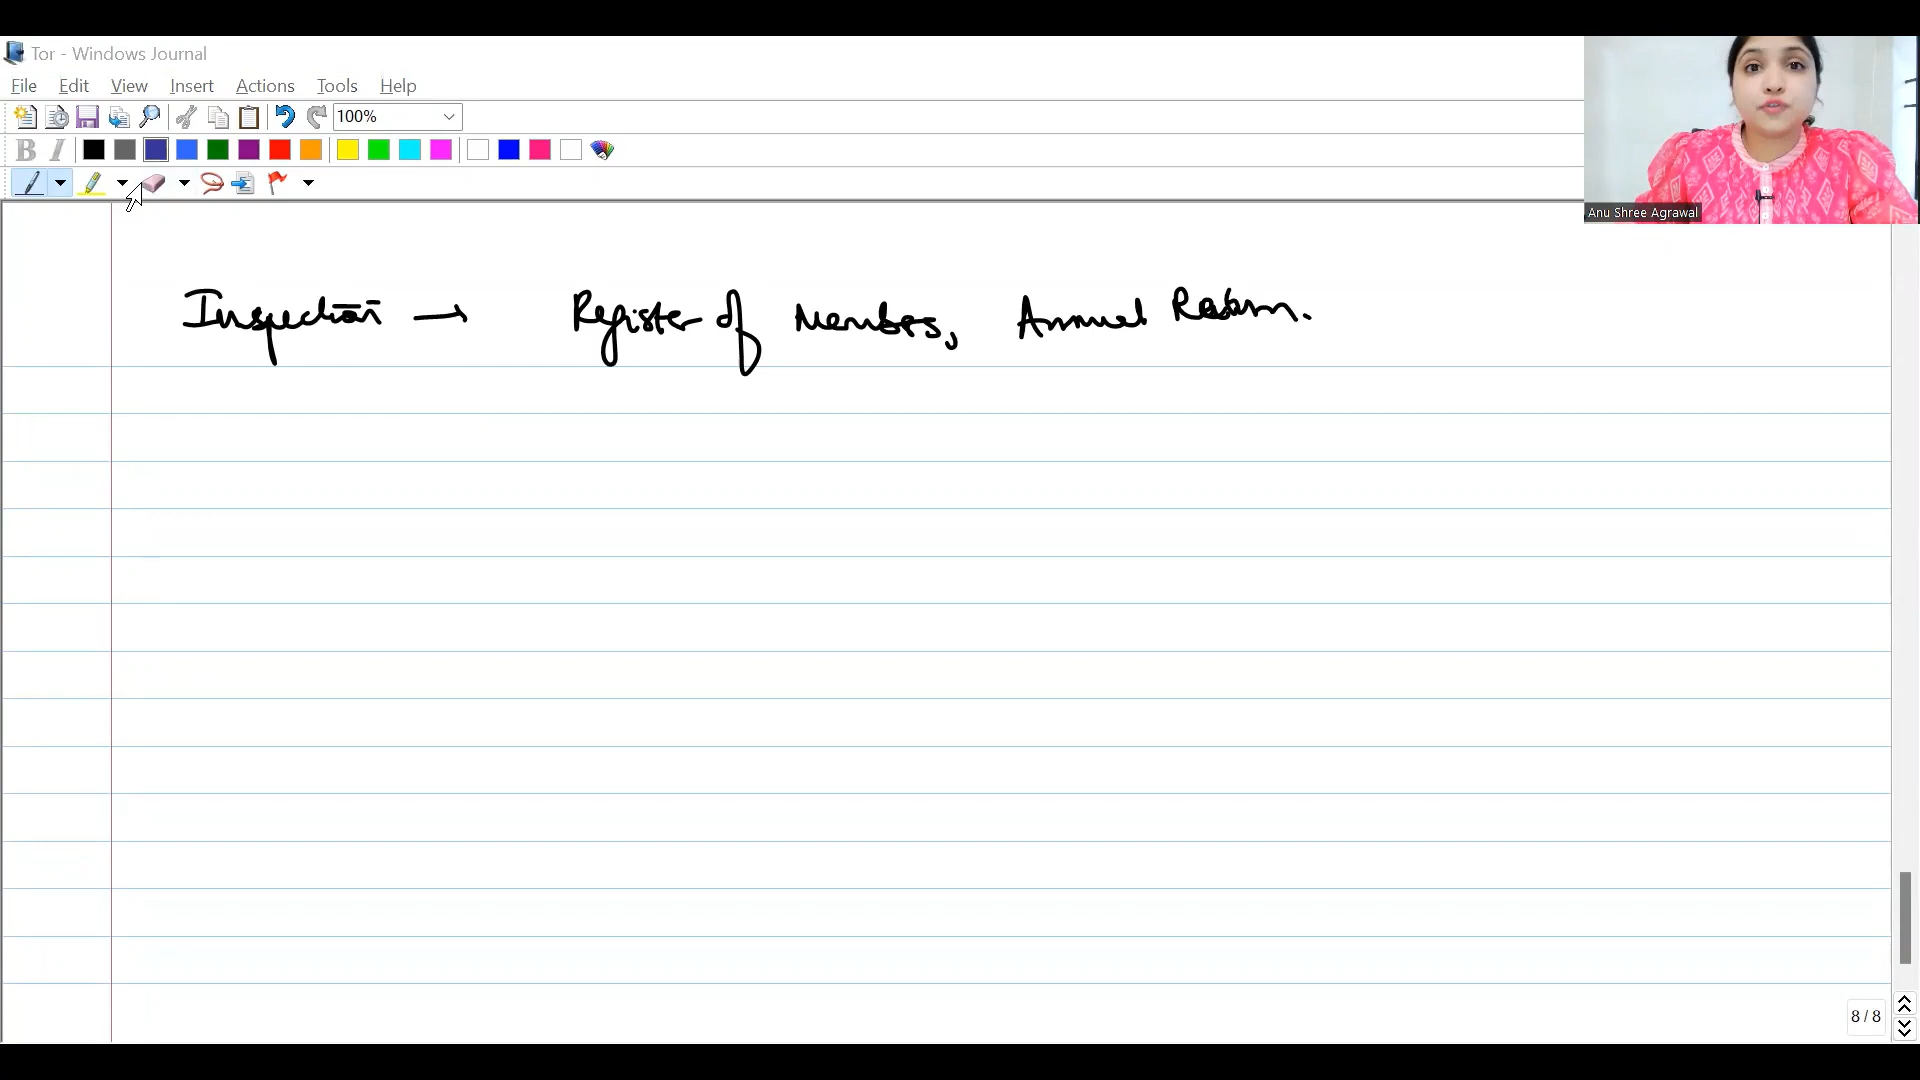 Tor - Windows Journal
File Edit View Insert Actions Tools Help
100%
B I
Anu Shree Agrawal
Inspection → Register of Members, Annual Return.
8 / 8